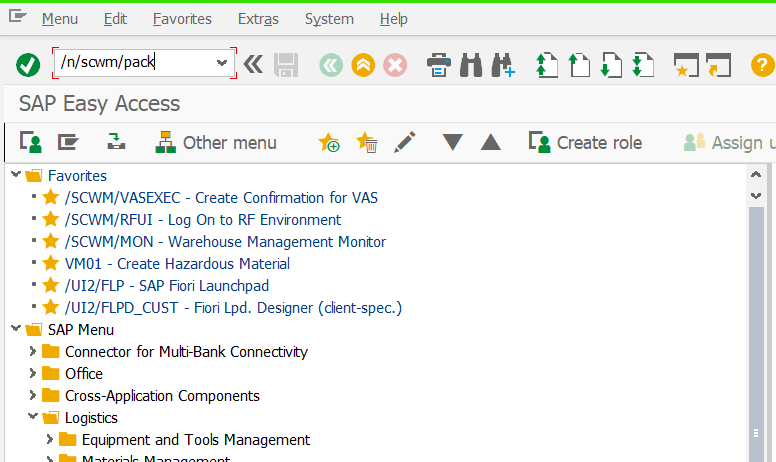 Menu Edit Favorites Extras System Help
/n/scwm/pack
SAP Easy Access
Other menu Create role Assign u
Favorites
/SCWM/VASEXEC - Create Confirmation for VAS
/SCWM/RFUI - Log On to RF Environment
/SCWM/MON - Warehouse Management Monitor
VM01 - Create Hazardous Material
/UI2/FLP - SAP Fiori Launchpad
/UI2/FLPD_CUST - Fiori Lpd. Designer (client-spec.)
SAP Menu
Connector for Multi-Bank Connectivity
Office
Cross-Application Components
Logistics
Equipment and Tools Management
Materials Management